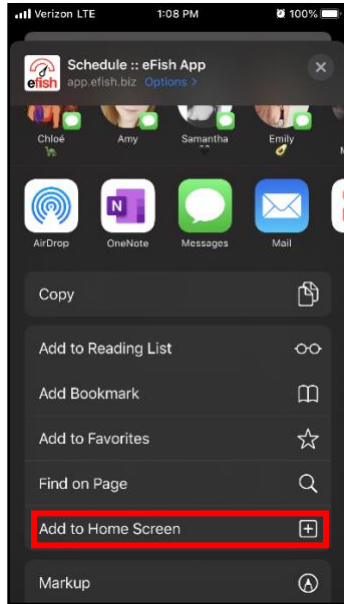 Verizon LTE 1:08 PM 100%
efish
Schedule :: eFish App
app.efish.biz Options >
Chloé Amy Samantha Emily
N
AirDrop OneNote Messages Mail
Copy
Add to Reading List
Add Bookmark
Add to Favorites
Find on Page
Add to Home Screen
Markup